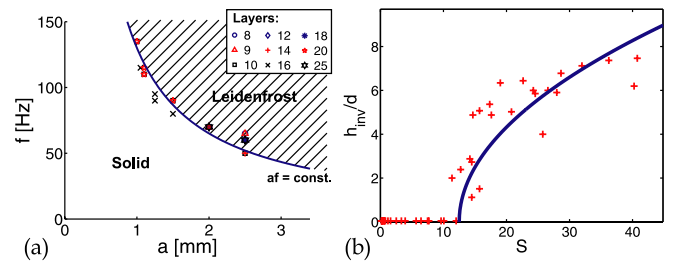 150
100
50
0
f [Hz]
0
1
2
3
a [mm]
(a)
Layers:
8 12 18
9 14 20
10 16 25
Leidenfrost
Solid
af = const.
8
6
4
2
0
h_inv/d
0
10
20
30
40
S
(b)